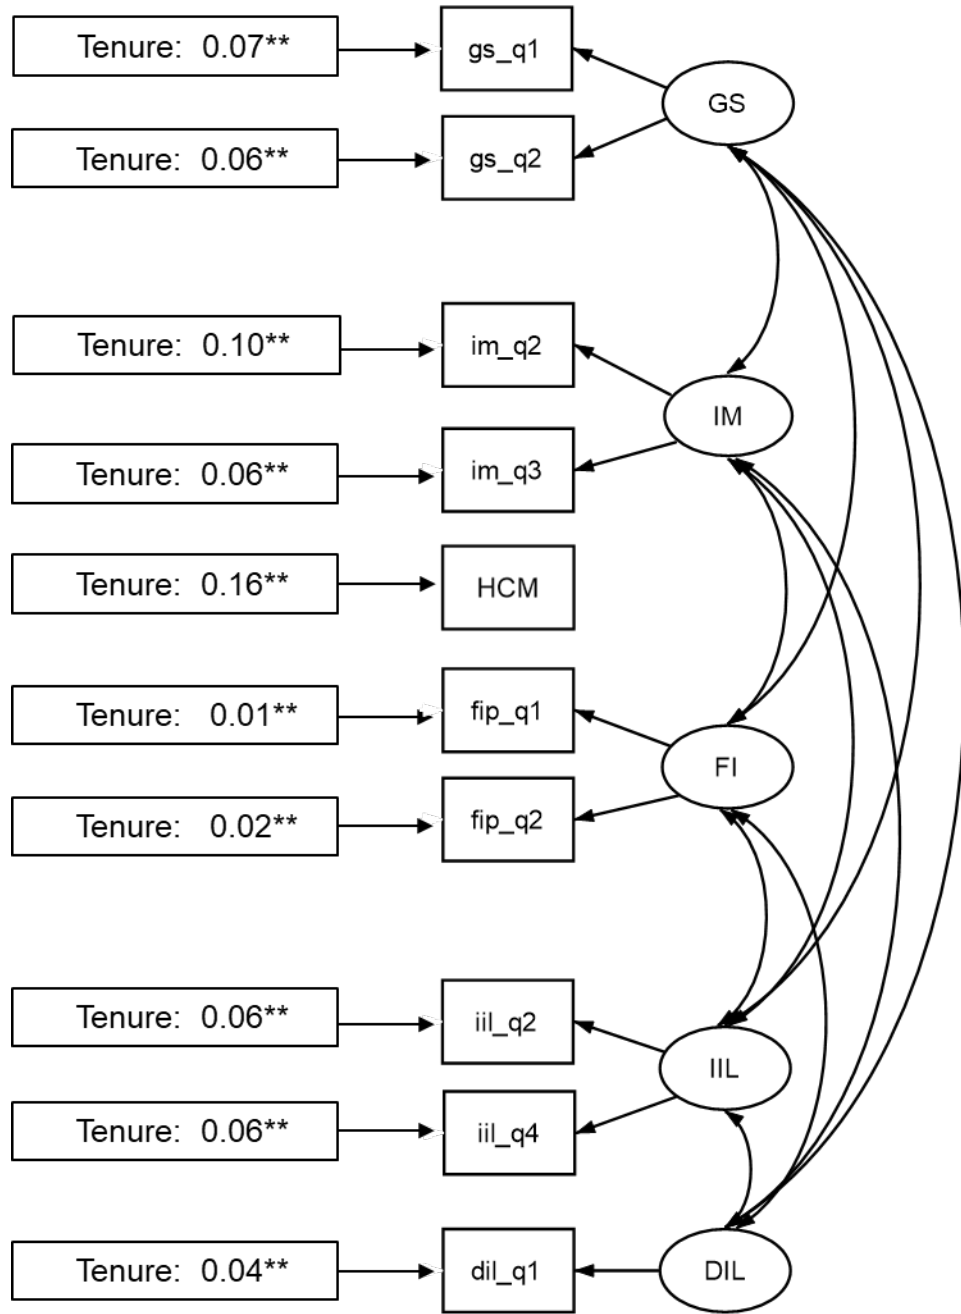 Tenure: 0.07**
gs_q1
GS
Tenure: 0.06**
gs_q2
Tenure: 0.10**
im_q2
IM
Tenure: 0.06**
im_q3
Tenure: 0.16**
HCM
Tenure: 0.01**
fip_q1
FI
Tenure: 0.02**
fip_q2
Tenure: 0.06**
iil_q2
IIL
Tenure: 0.06**
iil_q4
Tenure: 0.04**
dil_q1
DIL